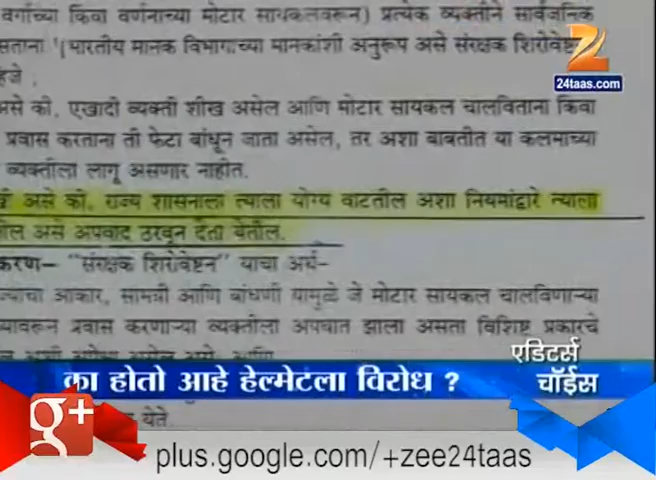 वर्गाच्या किंवा वर्णनाच्या मोटार सायकलवरून) प्रत्येक व्यक्तीने सार्वजनिक
सताना '(भारतीय मानक विभागाच्या मानकांशी अनुरूप असे संरक्षक शिरोवेष्टन
24taas.com
असे की, एखादी व्यक्ती शीख असेल आणि मोटार सायकल चालविताना किंवा
प्रवास करताना ती फेटा बांधून जाता असेल, तर अशा बाबतीत या कलमाच्या
व्यक्तीला लागू असणार नाहीत.
असे की, राज्य शासनाला त्याला योग्य वाटतील अशा नियमांद्वारे त्याला
असे अपवाद ठरवून देता येतील.
करण– "संरक्षक शिरोवेष्टन" याचा अर्थ–
आकार, सामग्री आणि बांधणी यामुळे जे मोटार सायकल चालविणाऱ्या
प्रवास करणाऱ्या व्यक्तीला अपघात झाला असता विशिष्ट प्रकारचे
एडिटर्स
चॉईस
का होतो आहे हेल्मेटला विरोध ?
येते.
g+
plus.google.com/+zee24taas